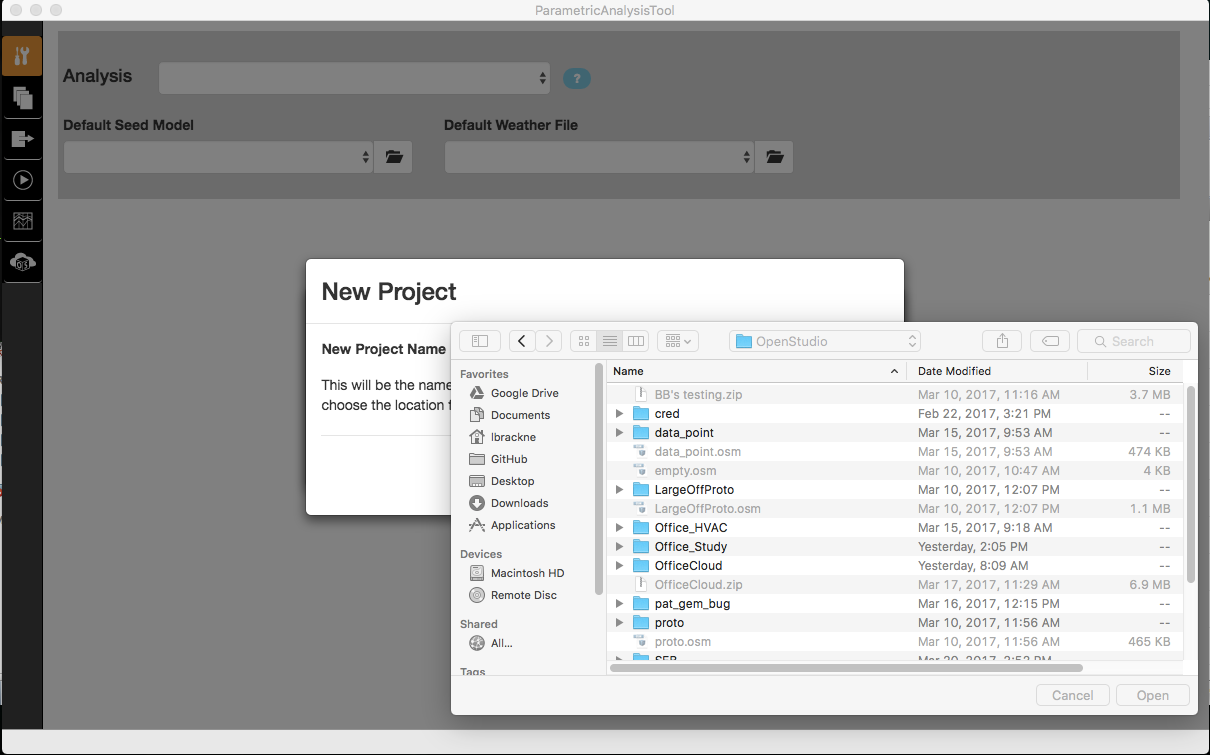 ParametricAnalysisTool
Analysis
?
Default Seed Model
Default Weather File
New Project
New Project Name
This will be the name
choose the location f
OpenStudio
Search
Favorites
Google Drive
Documents
lbrackne
GitHub
Desktop
Downloads
Applications
Devices
Macintosh HD
Remote Disc
Shared
All...
Tags
Name Date Modified Size
BB's testing.zip Mar 10, 2017, 11:16 AM 3.7 MB
cred Feb 22, 2017, 3:21 PM --
data_point Mar 15, 2017, 9:53 AM --
data_point.osm Mar 15, 2017, 9:53 AM 474 KB
empty.osm Mar 10, 2017, 10:47 AM 4 KB
LargeOffProto Mar 10, 2017, 12:07 PM --
LargeOffProto.osm Mar 10, 2017, 12:07 PM 1.1 MB
Office_HVAC Mar 15, 2017, 9:18 AM --
Office_Study Yesterday, 2:05 PM --
OfficeCloud Yesterday, 8:09 AM --
OfficeCloud.zip Mar 17, 2017, 11:29 AM 6.9 MB
pat_gem_bug Mar 16, 2017, 12:15 PM --
proto Mar 10, 2017, 11:56 AM --
proto.osm Mar 10, 2017, 11:56 AM 465 KB
Cancel Open